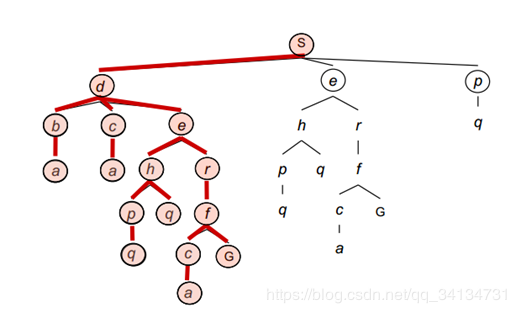 S
d e p
b c e h r q
a a h r p q f
p q f q c G
q c G a
a
https://blog.csdn.net/qq_34134731